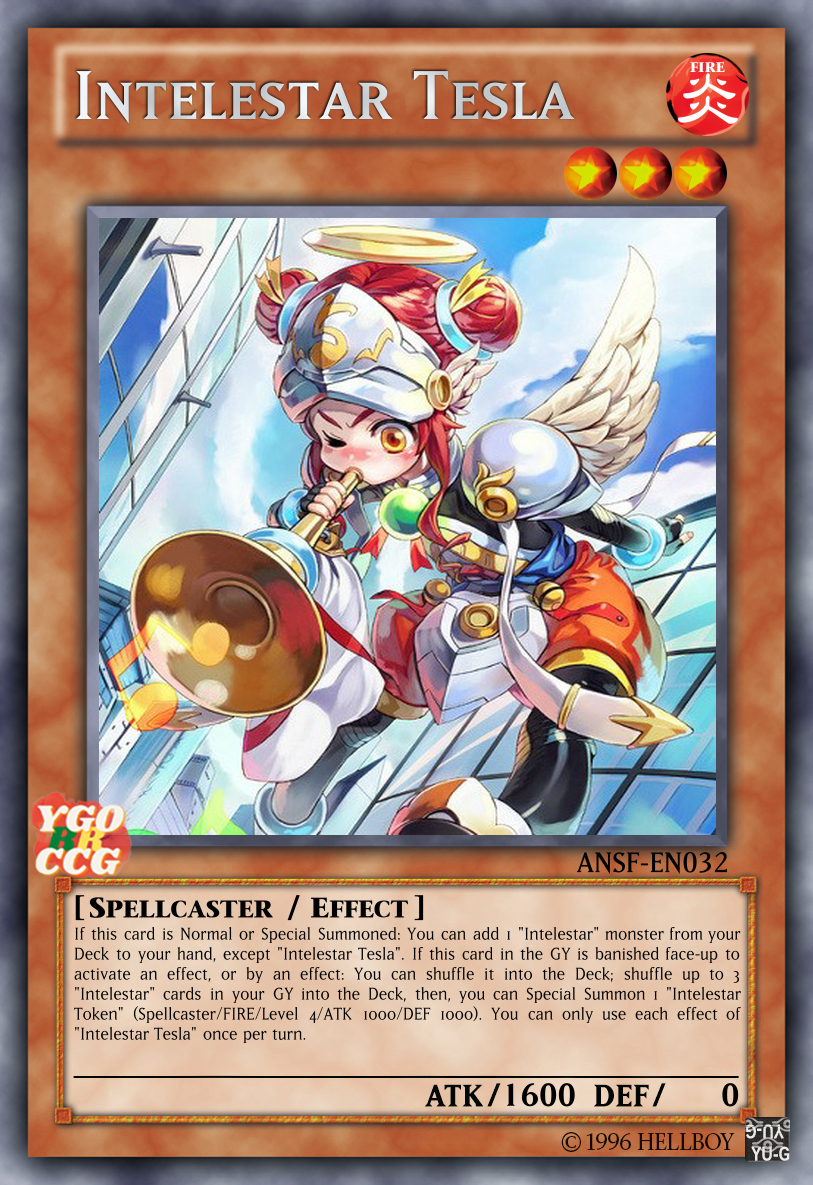 Intelestar Tesla
FIRE
炎
YGO
RR
CCG
ANSF-EN032
[ Spellcaster / Effect ]
If this card is Normal or Special Summoned: You can add 1 "Intelestar" monster from your
Deck to your hand, except "Intelestar Tesla". If this card in the GY is banished face-up to
activate an effect, or by an effect: You can shuffle it into the Deck; shuffle up to 3
"Intelestar" cards in your GY into the Deck, then, you can Special Summon 1 "Intelestar
Token" (Spellcaster/FIRE/Level 4/ATK 1000/DEF 1000). You can only use each effect of
"Intelestar Tesla" once per turn.
ATK/1600 DEF/ 0
© 1996 HELLBOY
YU-G
YU-G